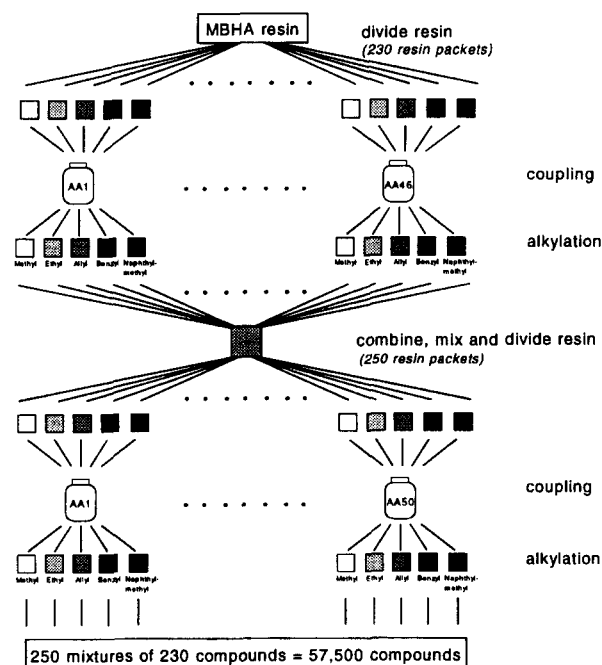 MBHA resin
divide resin
(230 resin packets)
AA1
AA46
coupling
alkylation
Methyl Ethyl Allyl Benzyl Naphthyl-
methyl
Methyl Ethyl Allyl Benzyl Naphthyl-
methyl
combine, mix and divide resin
(250 resin packets)
AA1
AA50
coupling
alkylation
Methyl Ethyl Allyl Benzyl Naphthyl-
methyl
Methyl Ethyl Allyl Benzyl Naphthyl-
methyl
250 mixtures of 230 compounds = 57,500 compounds